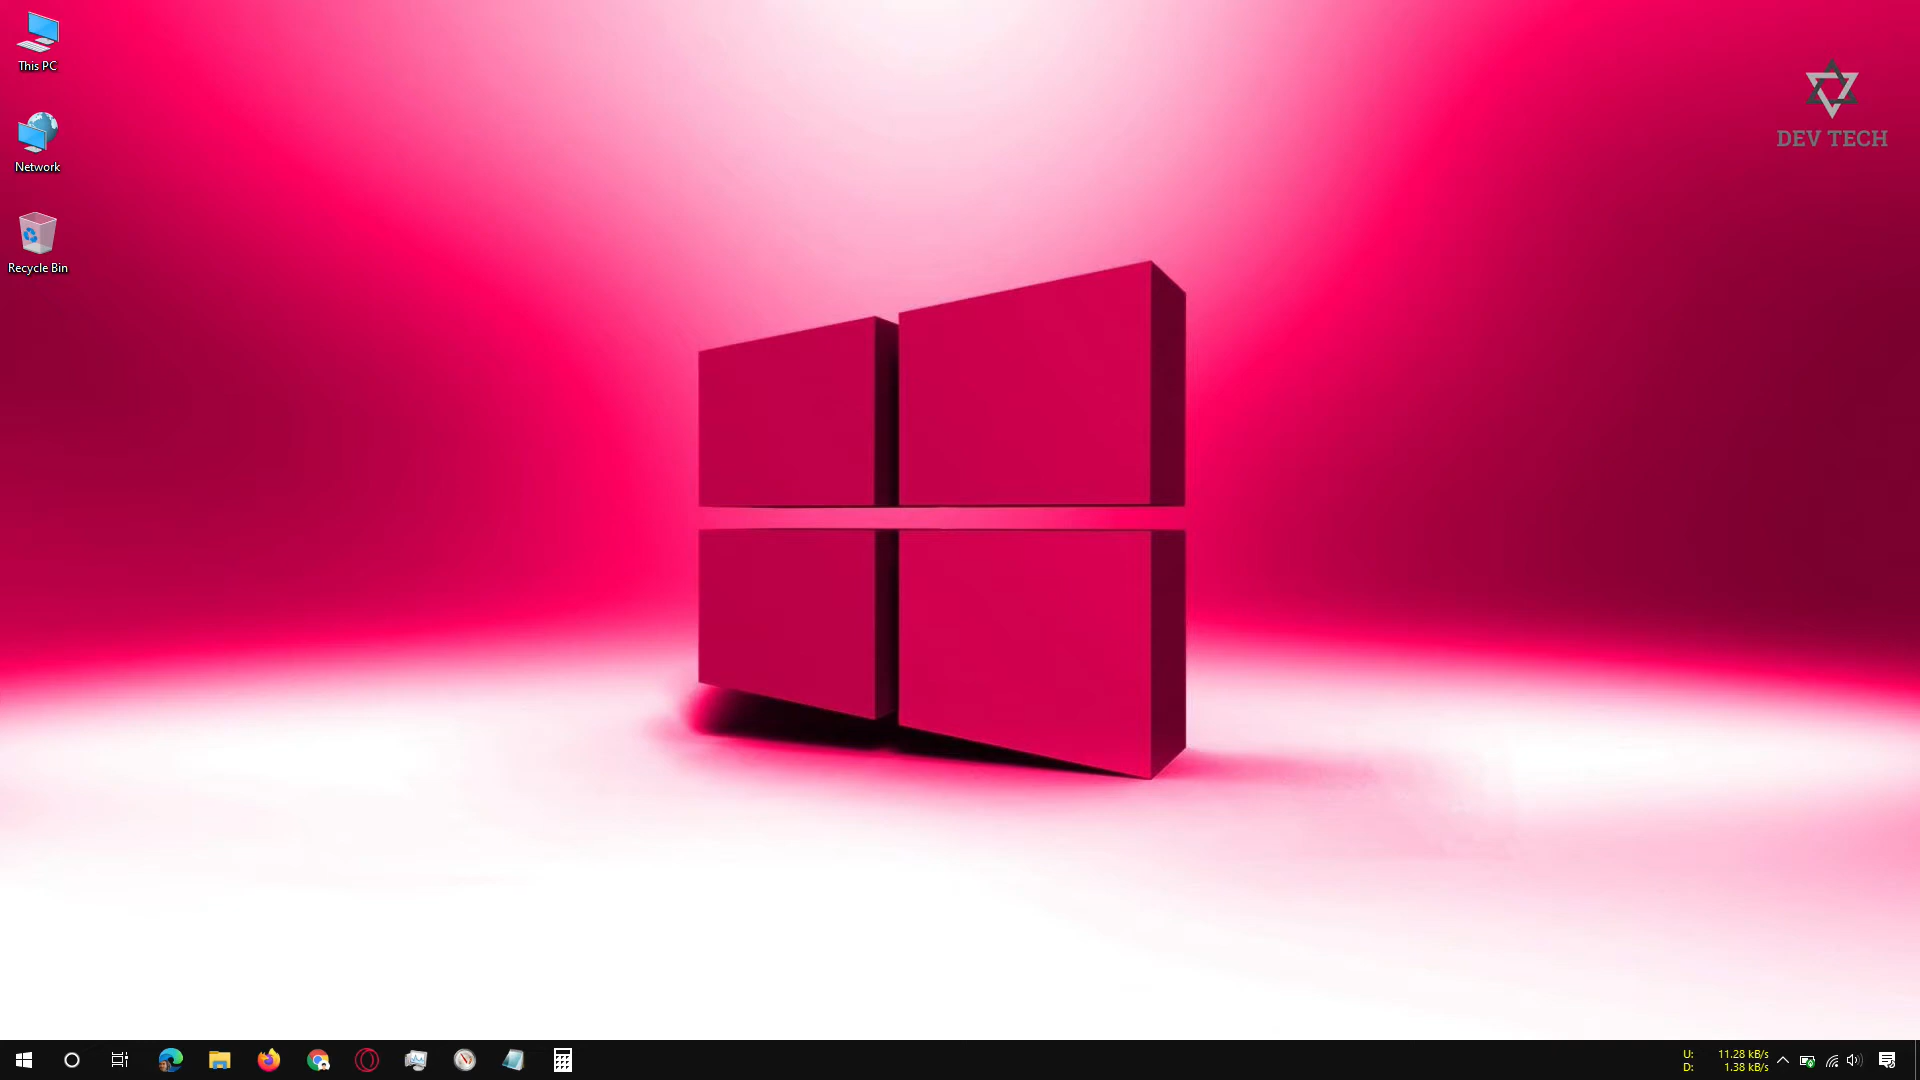 This PC
DEV TECH
Network
Recycle Bin
U: 11.28 kB/s
D: 1.38 kB/s